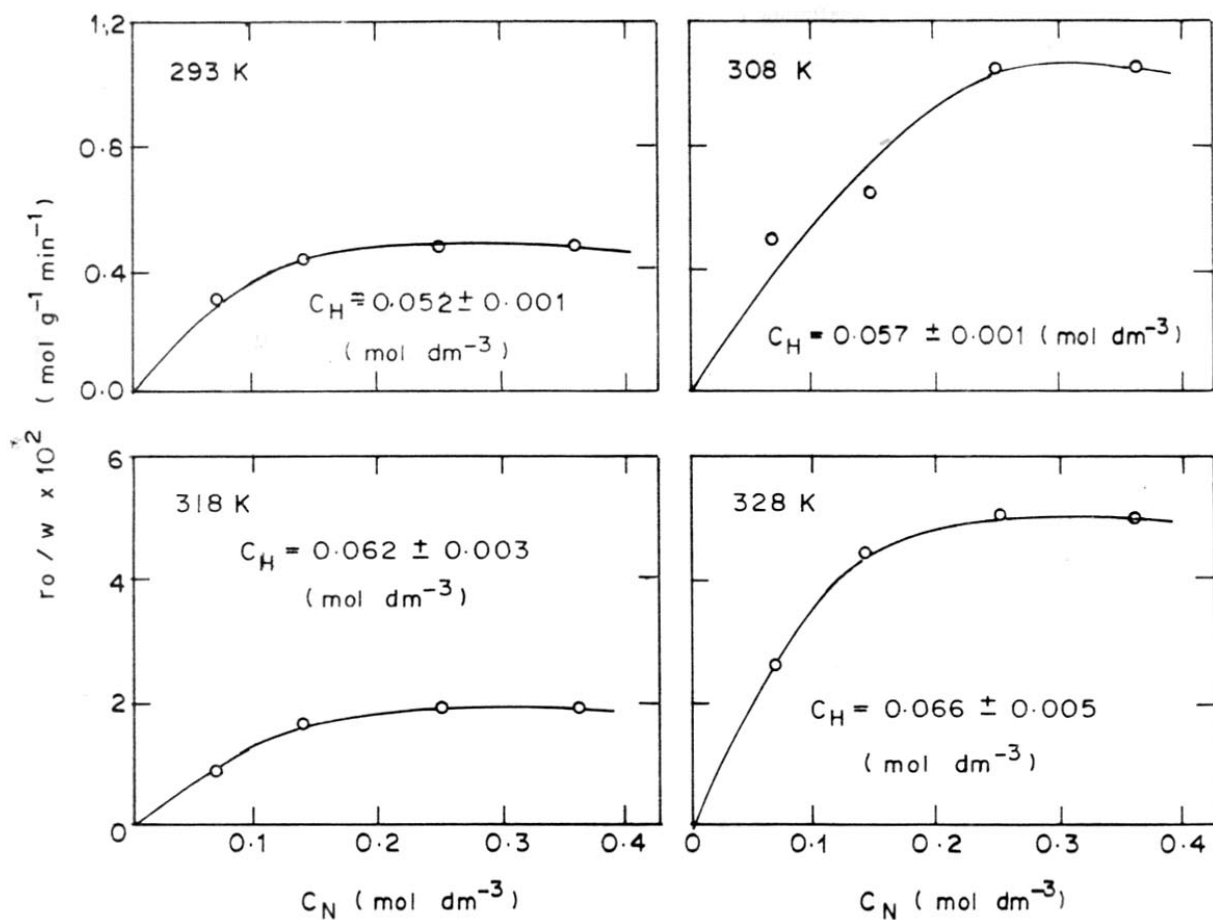 1.2
0.8
0.4
0.0
293 K
C_H = 0.052 ± 0.001
(mol dm⁻³)
308 K
C_H = 0.057 ± 0.001 (mol dm⁻³)
ro / w x 10² (mol g⁻¹ min⁻¹)
6
4
2
0
318 K
C_H = 0.062 ± 0.003
(mol dm⁻³)
0.1
0.2
0.3
0.4
C_N (mol dm⁻³)
328 K
C_H = 0.066 ± 0.005
(mol dm⁻³)
0
0.1
0.2
0.3
0.4
C_N (mol dm⁻³)